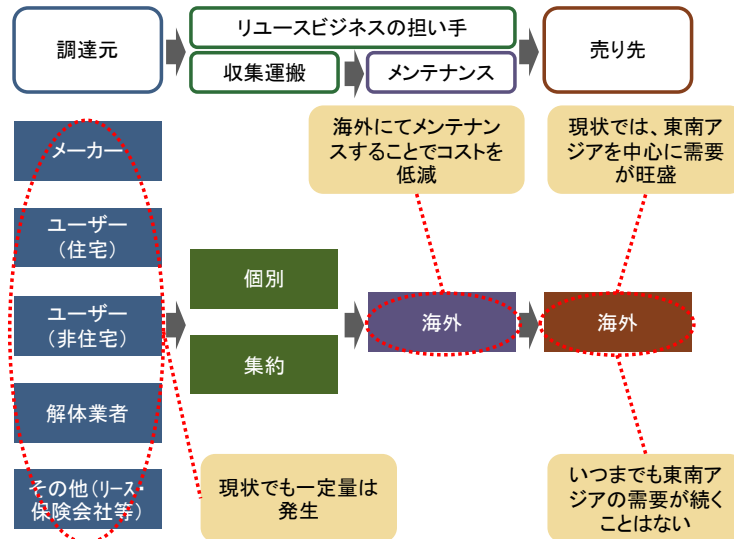 調達元
リユースビジネスの担い手
収集運搬
メンテナンス
売り先
海外にてメンテナン
スすることでコストを
低減
現状では、東南ア
ジアを中心に需要
が旺盛
メーカー
ユーザー
（住宅）
ユーザー
（非住宅）
解体業者
その他（リース・
保険会社等）
個別
集約
海外
海外
現状でも一定量は
発生
いつまでも東南ア
ジアの需要が続く
ことはない